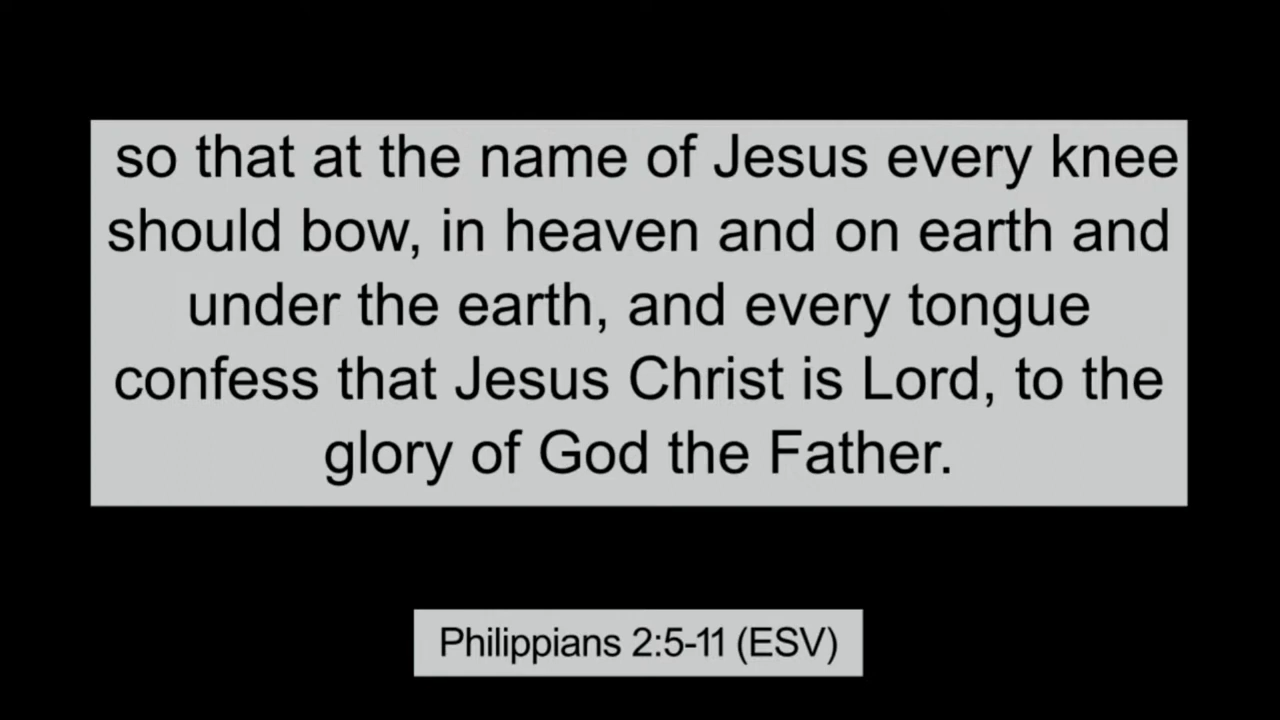 so that at the name of Jesus every knee
should bow, in heaven and on earth and
under the earth, and every tongue
confess that Jesus Christ is Lord, to the
glory of God the Father.
Philippians 2:5-11 (ESV)